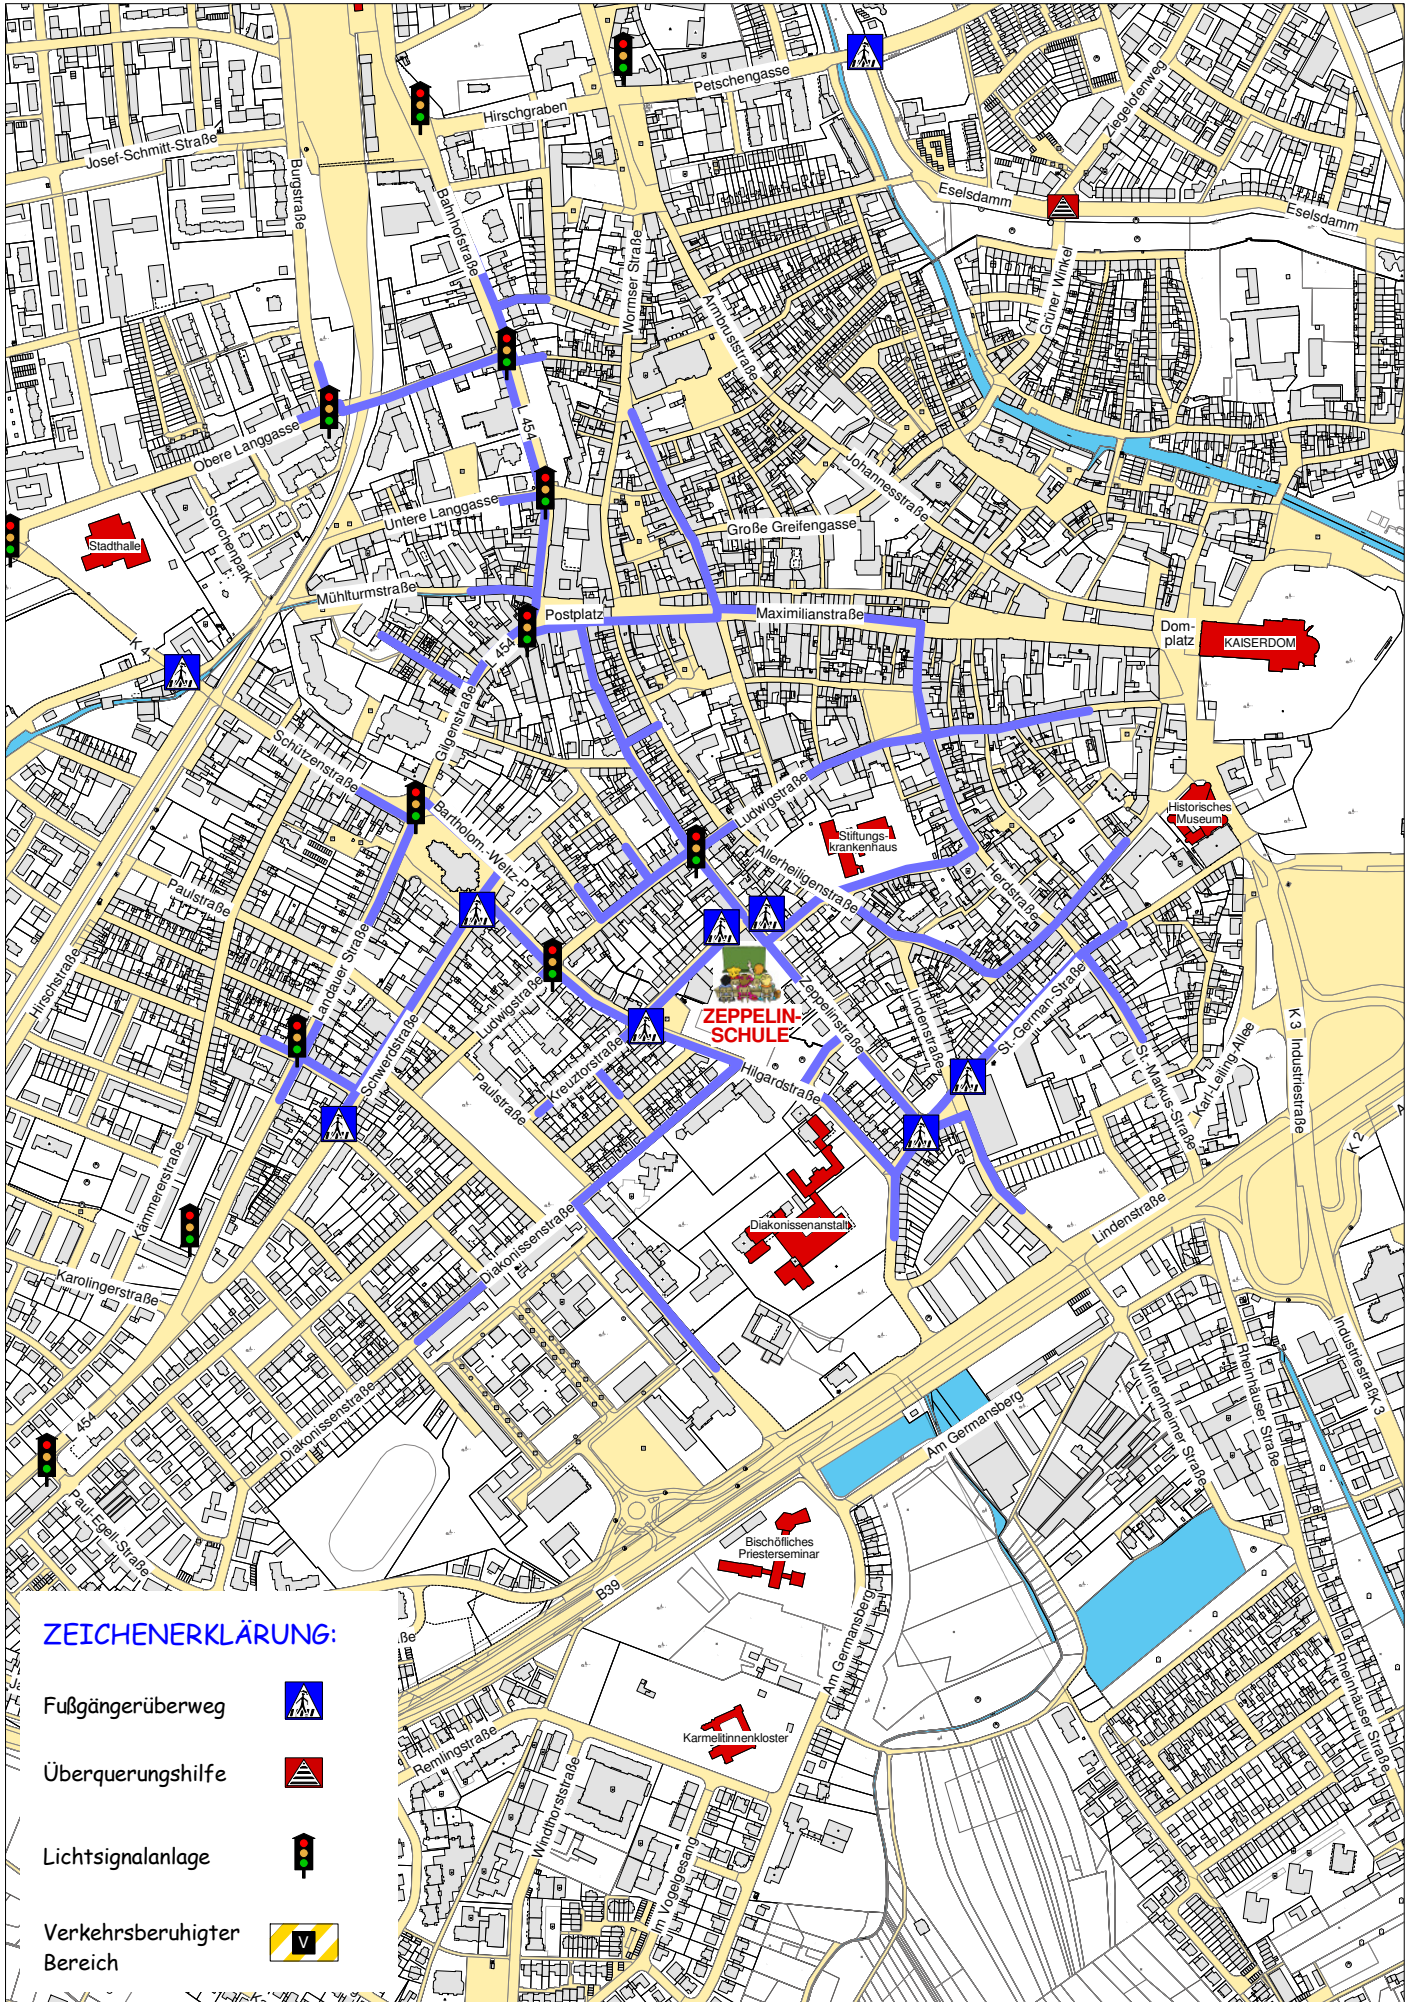 Petschengasse
Hirschgraben
Josef-Schmitt-Straße
Burgstraße
Bahnhofstraße
Ziegelofenweg
Eselsdamm
Eselsdamm
Wormser Straße
Grüner Winkel
Armbruststraße
L 454
Obere Langgasse
Untere Langgasse
Johannesstraße
Große Greifengasse
Storchenpark
Stadthalle
Mühlturmstraße
Postplatz
Maximilianstraße
Dom-
platz
KAISERDOM
K 4
454
Gilgenstraße
Schützenstraße
Bartholom.-Weitz-P
Ludwigstraße
Historisches
Museum
Stiftungs-
krankenhaus
Allerheiligenstraße
Herdstraße
Paulstraße
Landauer Straße
Hirschstraße
ZEPPELIN-
SCHULE
Zeppelinstraße
Lindenstraße
St.-German-Straße
Ludwigstraße
Schwerdstraße
Kreuztorstraße
Paulstraße
Hilgardstraße
St.-Markus-Straße
Karl-Leiling-Allee
K 3 Industriestraße
K 2
Kämmererstraße
Karolingerstraße
Diakonissenstraße
Diakonissenanstalt
Lindenstraße
Diakonissenstraße
454
Paul-Egell-Straße
Industriestraße
K 3
Rheinhäuser Straße
Winternheimer Straße
Am Germansberg
Bischöfliches
Priesterseminar
B39
Am Germansberg
Rheinhäuser Straße
Karmelitinnenkloster
Remlingstraße
Windthorststraße
Im Vogelgesang
ZEICHENERKLÄRUNG:
Fußgängerüberweg
Überquerungshilfe
Lichtsignalanlage
Verkehrsberuhigter
Bereich
V